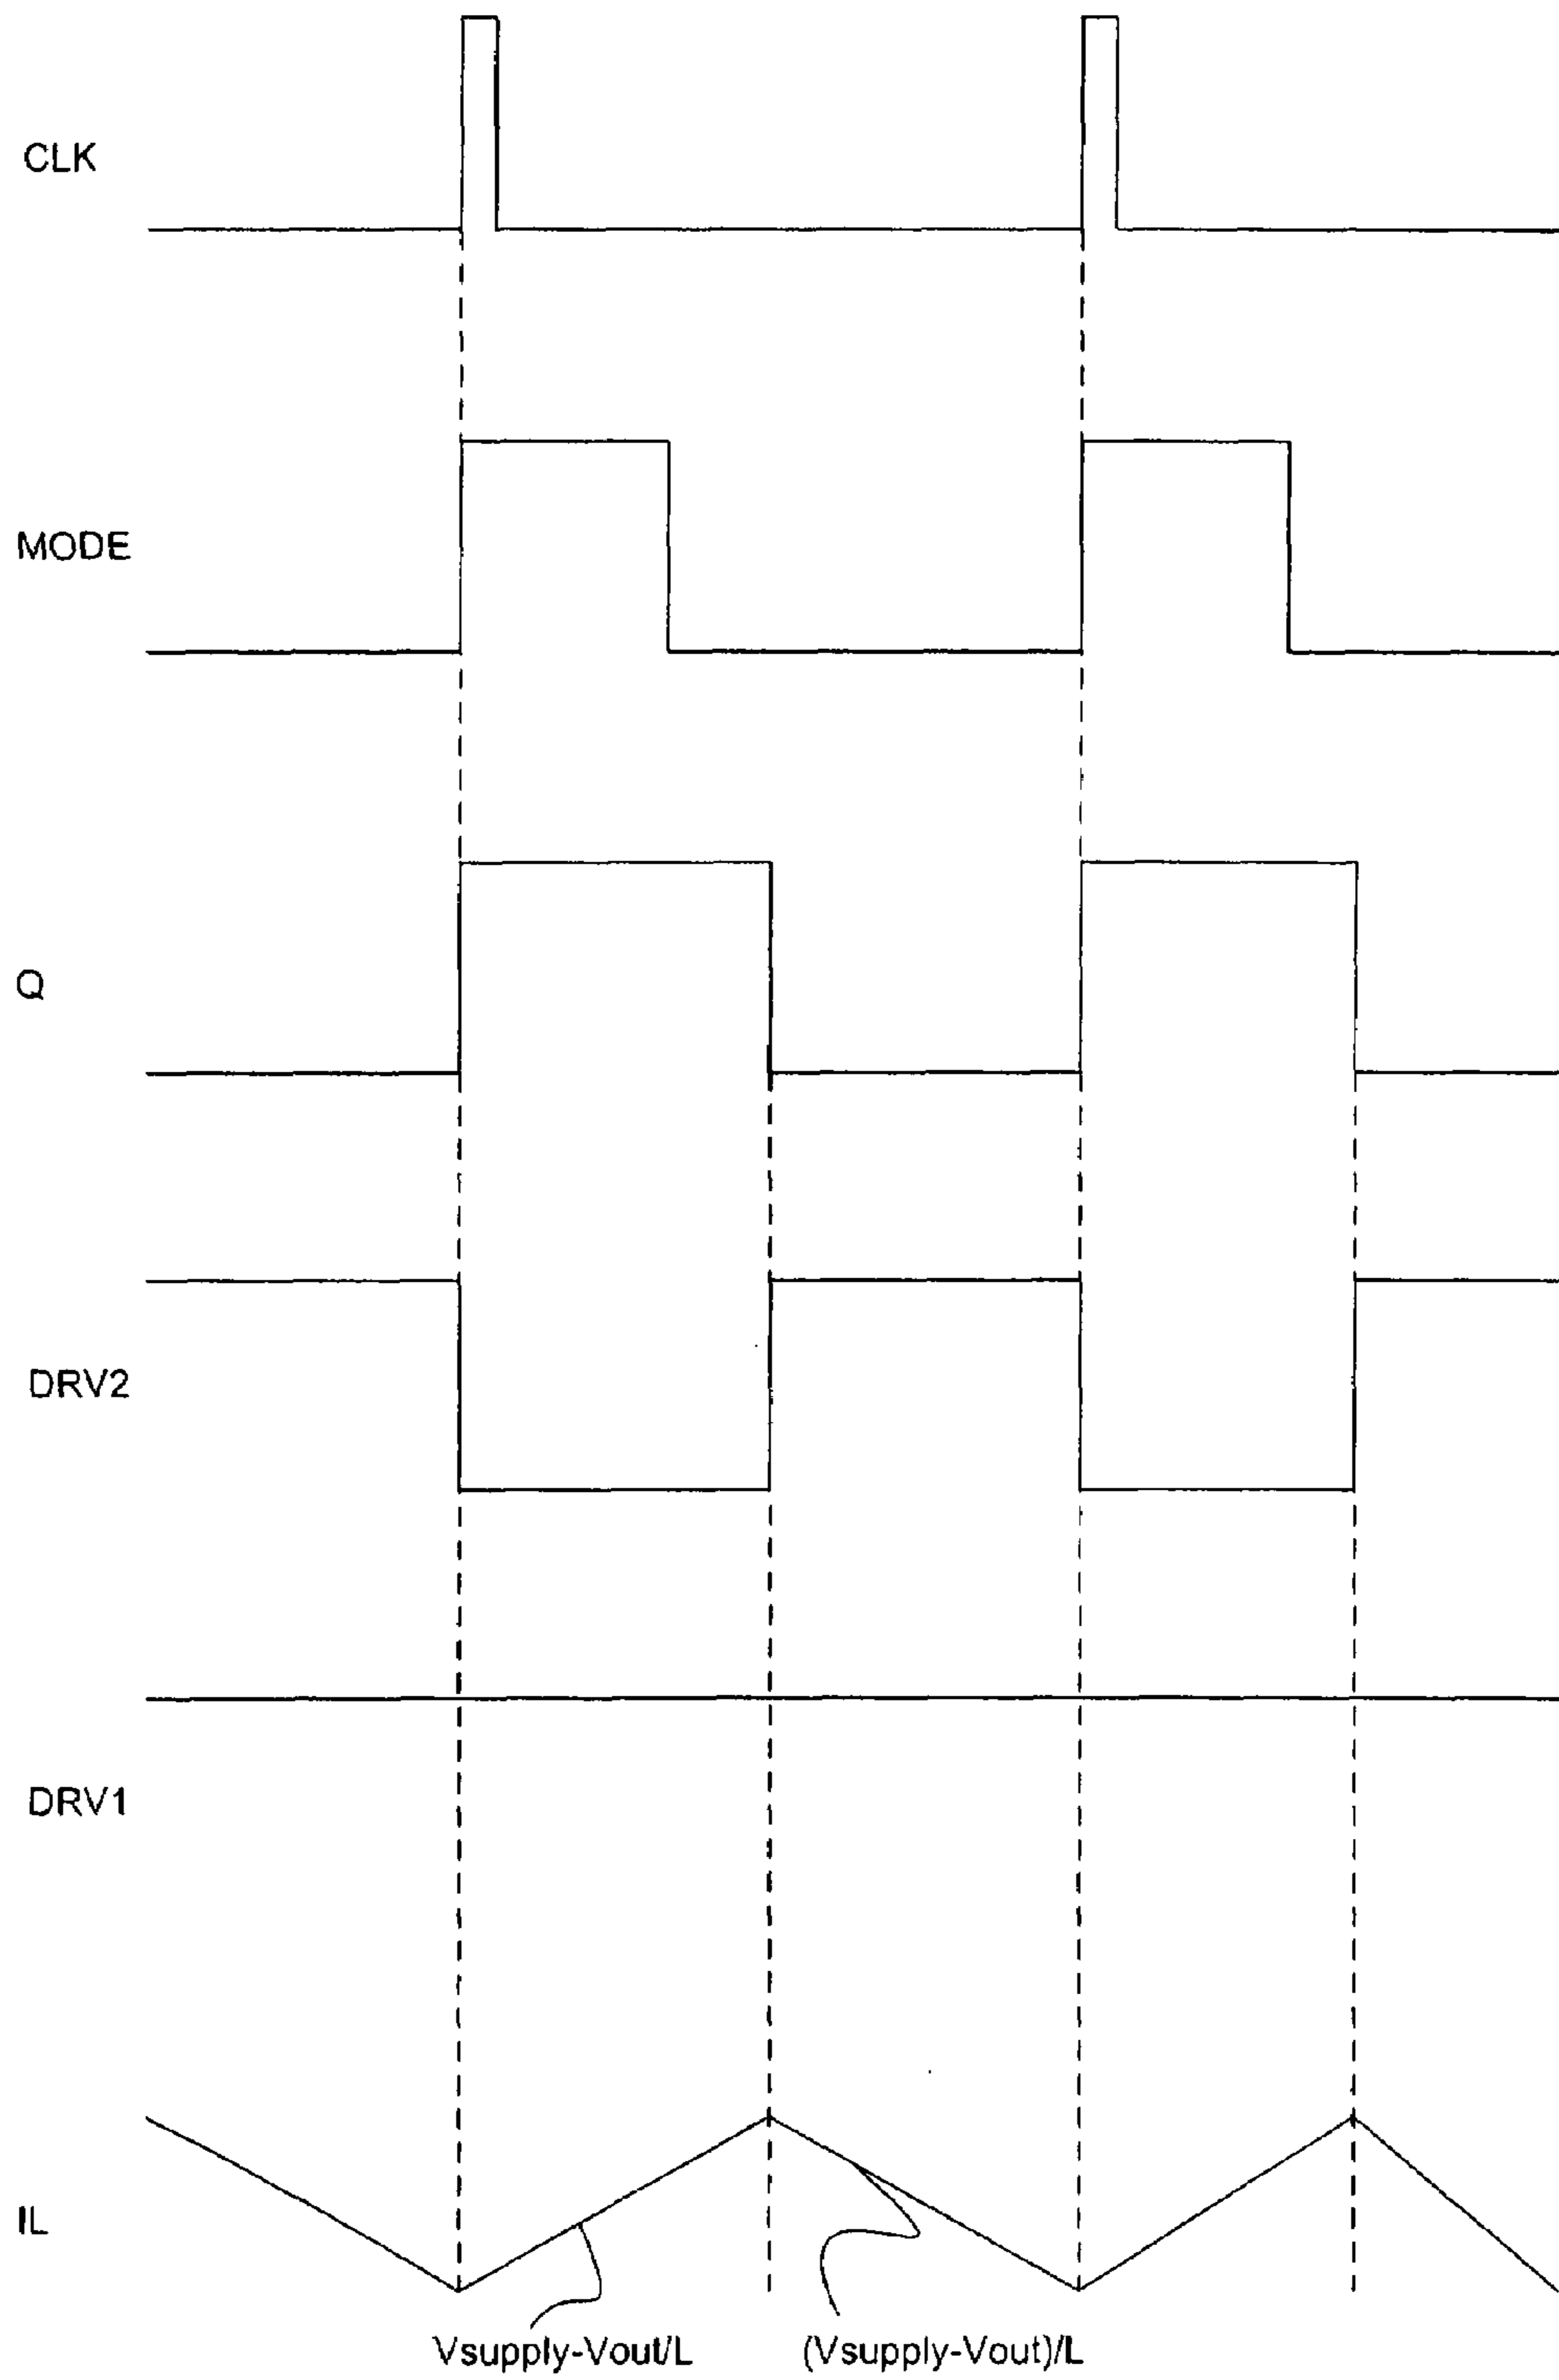 CLK
MODE
Q
DRV2
DRV1
IL
Vsupply-Vout/L
(Vsupply-Vout)/L